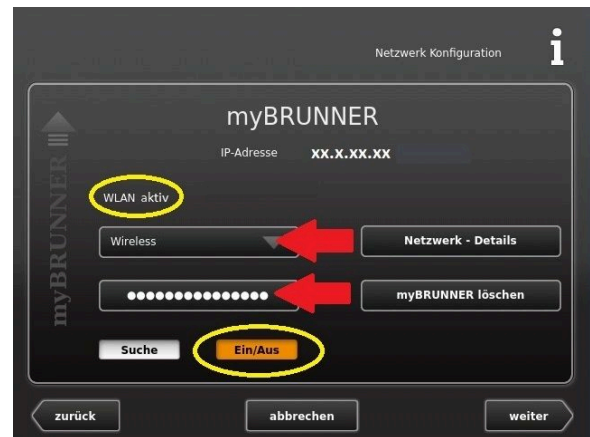 Netzwerk Konfiguration
i
myBRUNNER
myBRUNNER
IP-Adresse XX.X.XX.XX
WLAN aktiv
Wireless
Netzwerk - Details
●●●●●●●●●●●●●●●
myBRUNNER löschen
Suche
Ein/Aus
zurück
abbrechen
weiter